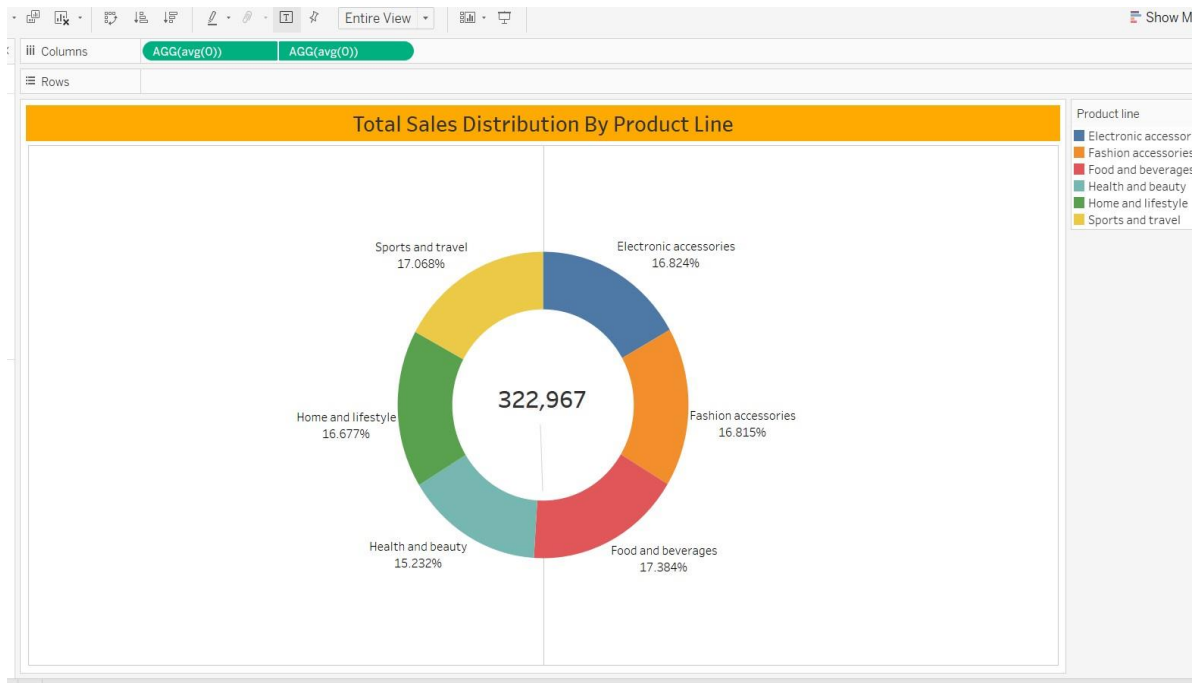 Entire View
Show M
Columns
AGG(avg(0))
AGG(avg(0))
Rows
Total Sales Distribution By Product Line
Product line
Electronic accessor
Fashion accessories
Food and beverages
Health and beauty
Home and lifestyle
Sports and travel
Sports and travel
17.068%
Electronic accessories
16.824%
322,967
Home and lifestyle
16.677%
Fashion accessories
16.815%
Health and beauty
15.232%
Food and beverages
17.384%